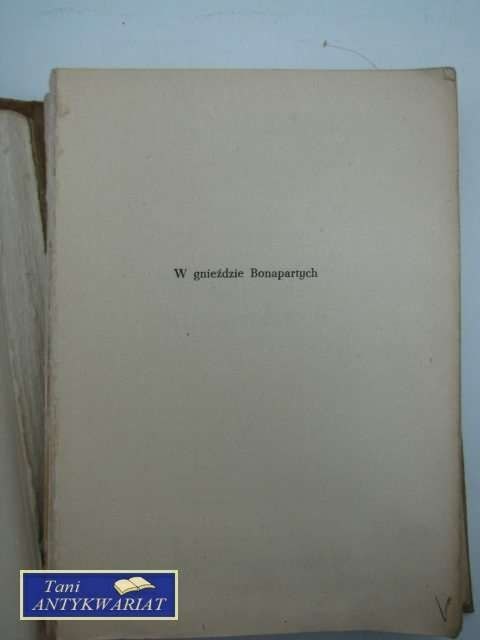 W gnieździe Bonapartych
Tani
ANTYKWARIAT